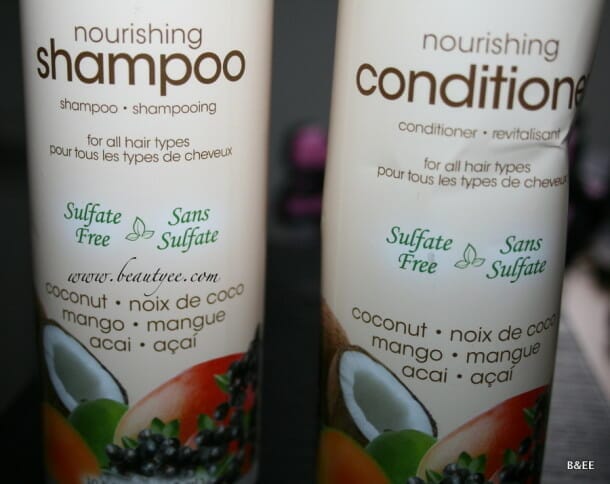 nourishing
shampoo
shampoo • shampooing
for all hair types
pour tous les types de cheveux
Sulfate Sans
Free Sulfate
www.beautyee.com
coconut • noix de coco
mango • mangue
acai • açaí
nourishing
conditione
conditioner • revitalisant
for all hair types
pour tous les types de cheveux
Sulfate Sans
Free Sulfate
coconut • noix de coco
mango • mangue
acai • açaí
B&EE